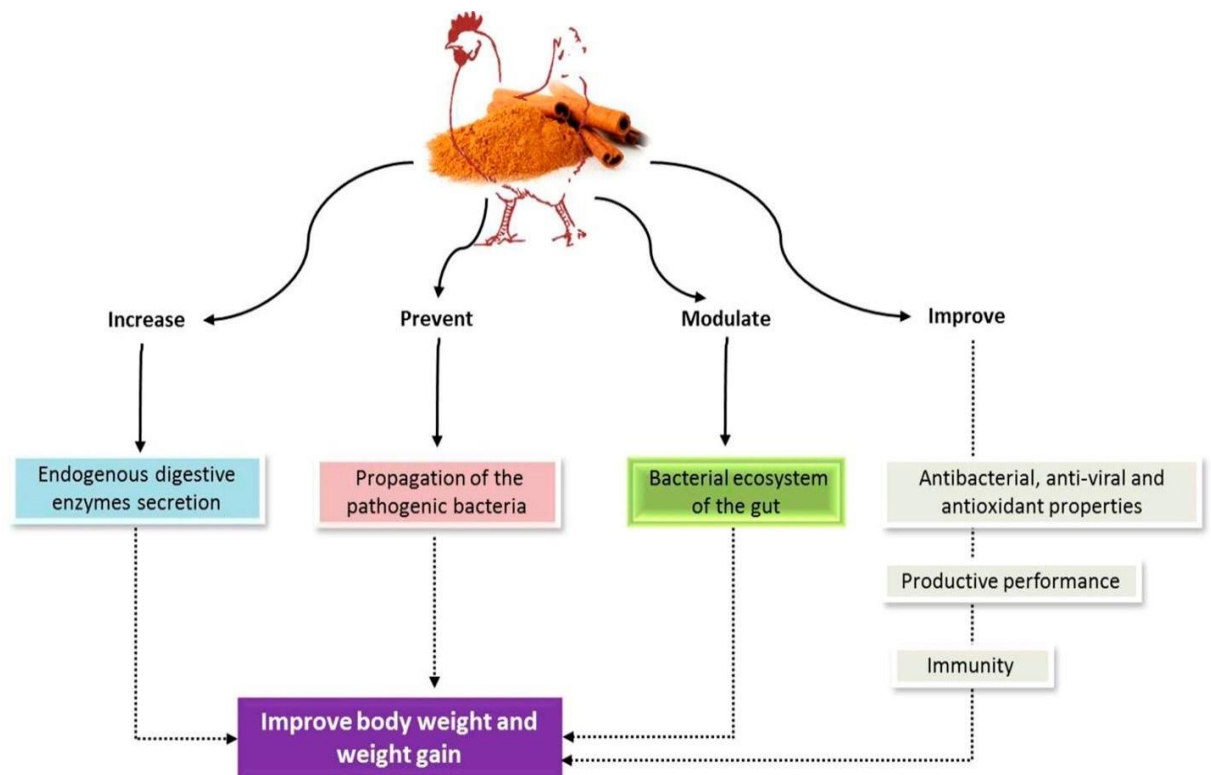 Increase
Prevent
Modulate
Improve
Endogenous digestive
enzymes secretion
Propagation of the
pathogenic bacteria
Bacterial ecosystem
of the gut
Antibacterial, anti-viral and
antioxidant properties
Productive performance
Immunity
Improve body weight and
weight gain